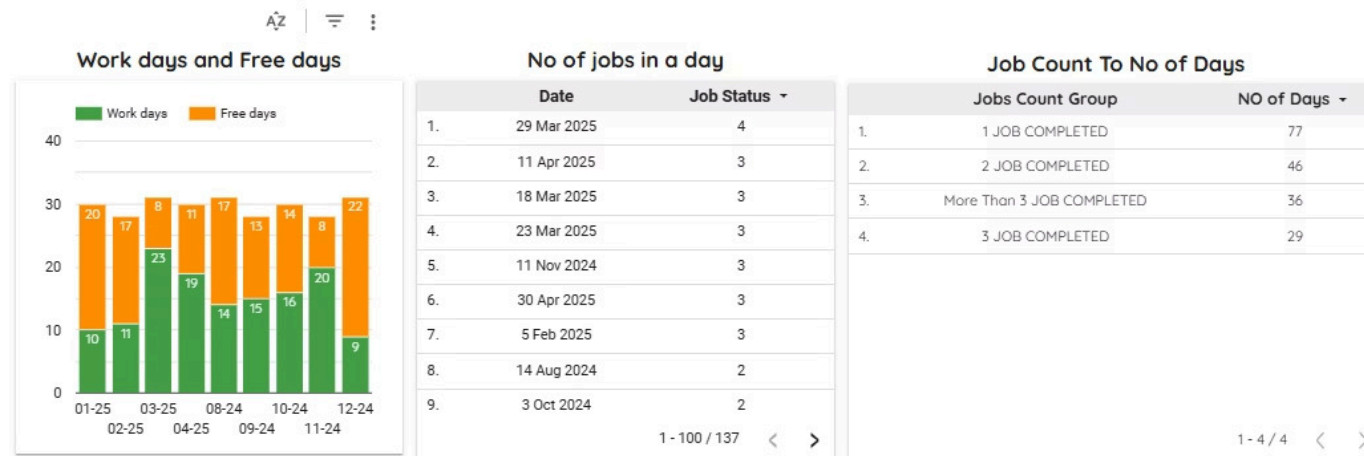 Work days and Free days
Work days Free days
40
30
20
10
0
20 17 8 11 17 13 14 8 22
10 11 23 19 14 15 16 20 9
01-25 03-25 08-24 10-24 12-24
02-25 04-25 09-24 11-24
No of jobs in a day
Date Job Status
1. 29 Mar 2025 4
2. 11 Apr 2025 3
3. 18 Mar 2025 3
4. 23 Mar 2025 3
5. 11 Nov 2024 3
6. 30 Apr 2025 3
7. 5 Feb 2025 3
8. 14 Aug 2024 2
9. 3 Oct 2024 2
1 - 100 / 137
Job Count To No of Days
Jobs Count Group NO of Days
1. 1 JOB COMPLETED 77
2. 2 JOB COMPLETED 46
3. More Than 3 JOB COMPLETED 36
4. 3 JOB COMPLETED 29
1 - 4 / 4